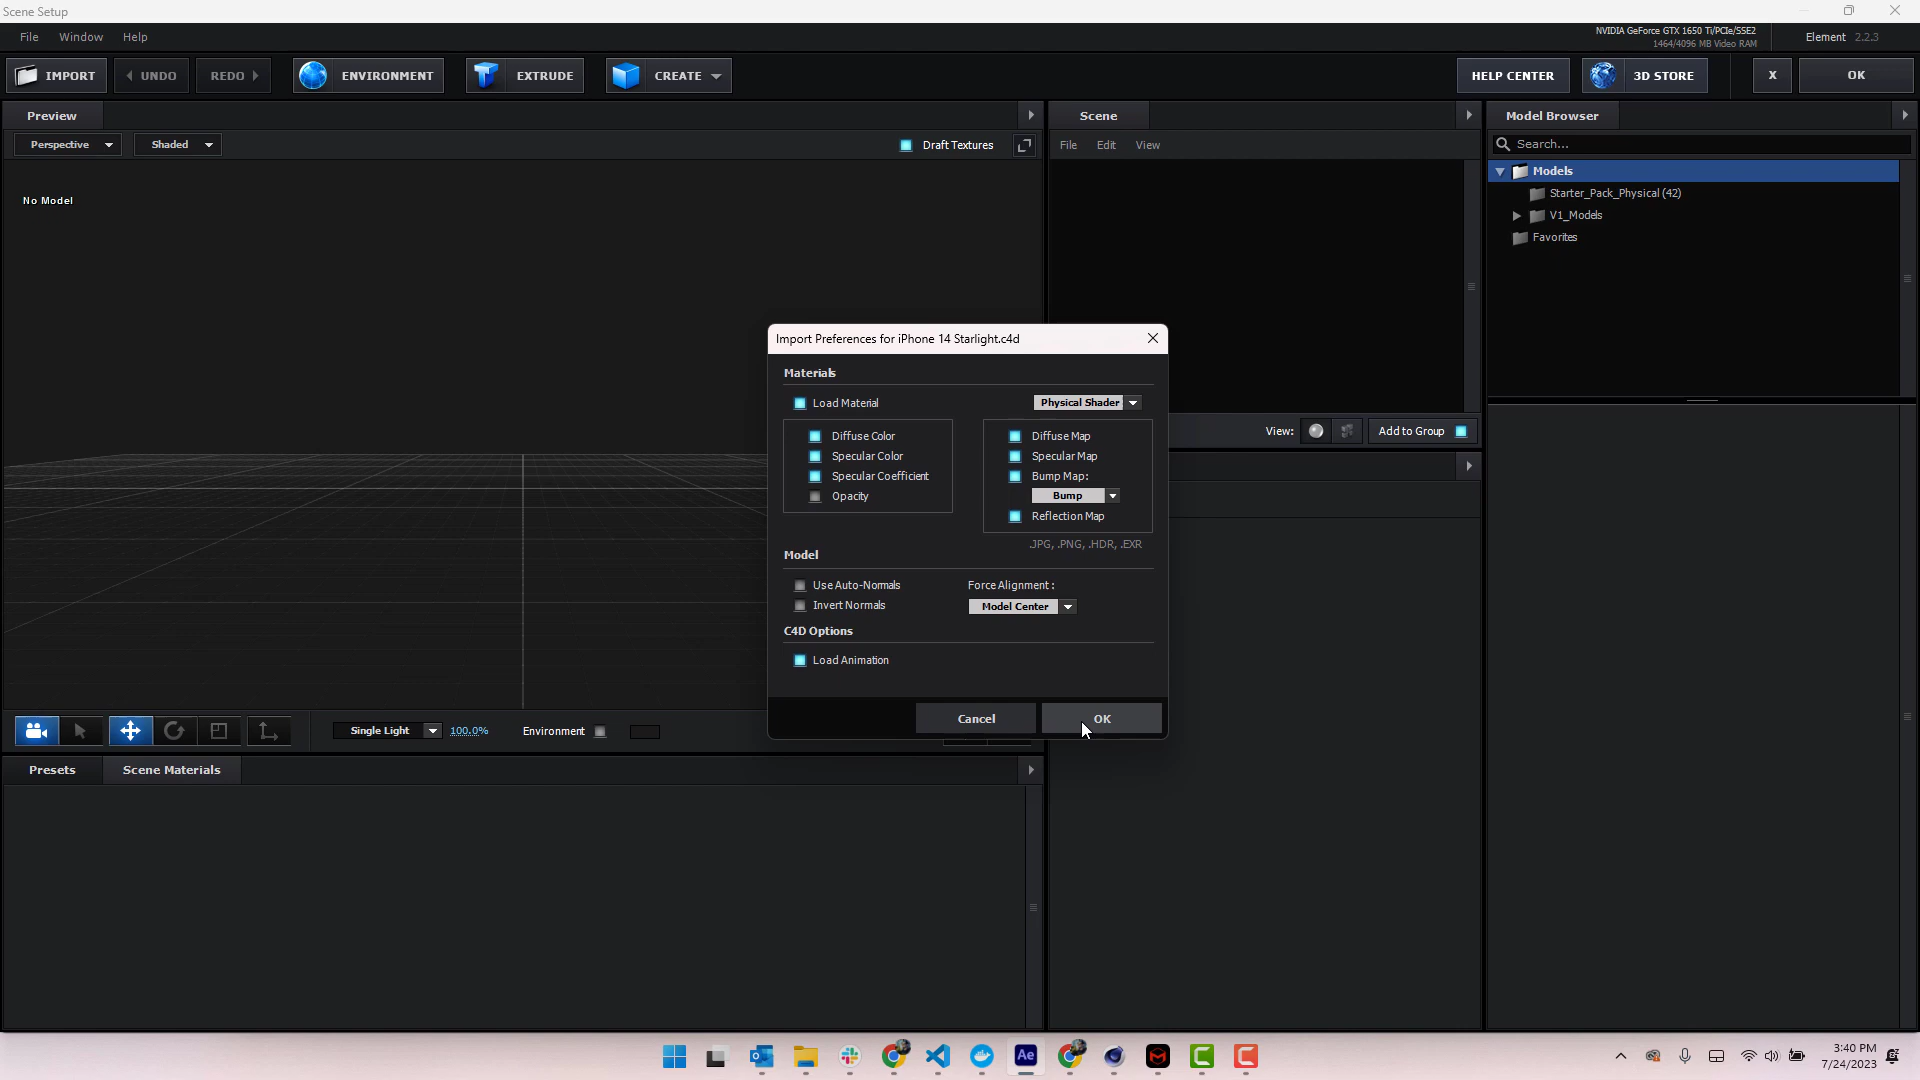 Scene Setup
File Window Help
NVIDIA GeForce GTX 1650 Ti/PCIe/SSE2
1464/4096 MB Video RAM
Element 2.2.3
IMPORT UNDO REDO ENVIRONMENT EXTRUDE CREATE HELP CENTER 3D STORE X OK
Preview
Perspective Shaded Draft Textures
No Model
Scene
File Edit View
Model Browser
Search...
Models
Starter_Pack_Physical (42)
V1_Models
Favorites
Import Preferences for iPhone 14 Starlight.c4d
Materials
Load Material Physical Shader
Diffuse Color Diffuse Map
Specular Color Specular Map
Specular Coefficient Bump Map:
Opacity Bump
Reflection Map
.JPG, .PNG, .HDR, .EXR
Model
Use Auto-Normals Force Alignment :
Invert Normals Model Center
C4D Options
Load Animation
Cancel OK
View: Add to Group
Single Light 100.0% Environment
Presets Scene Materials
Ae
3:40 PM
7/24/2023